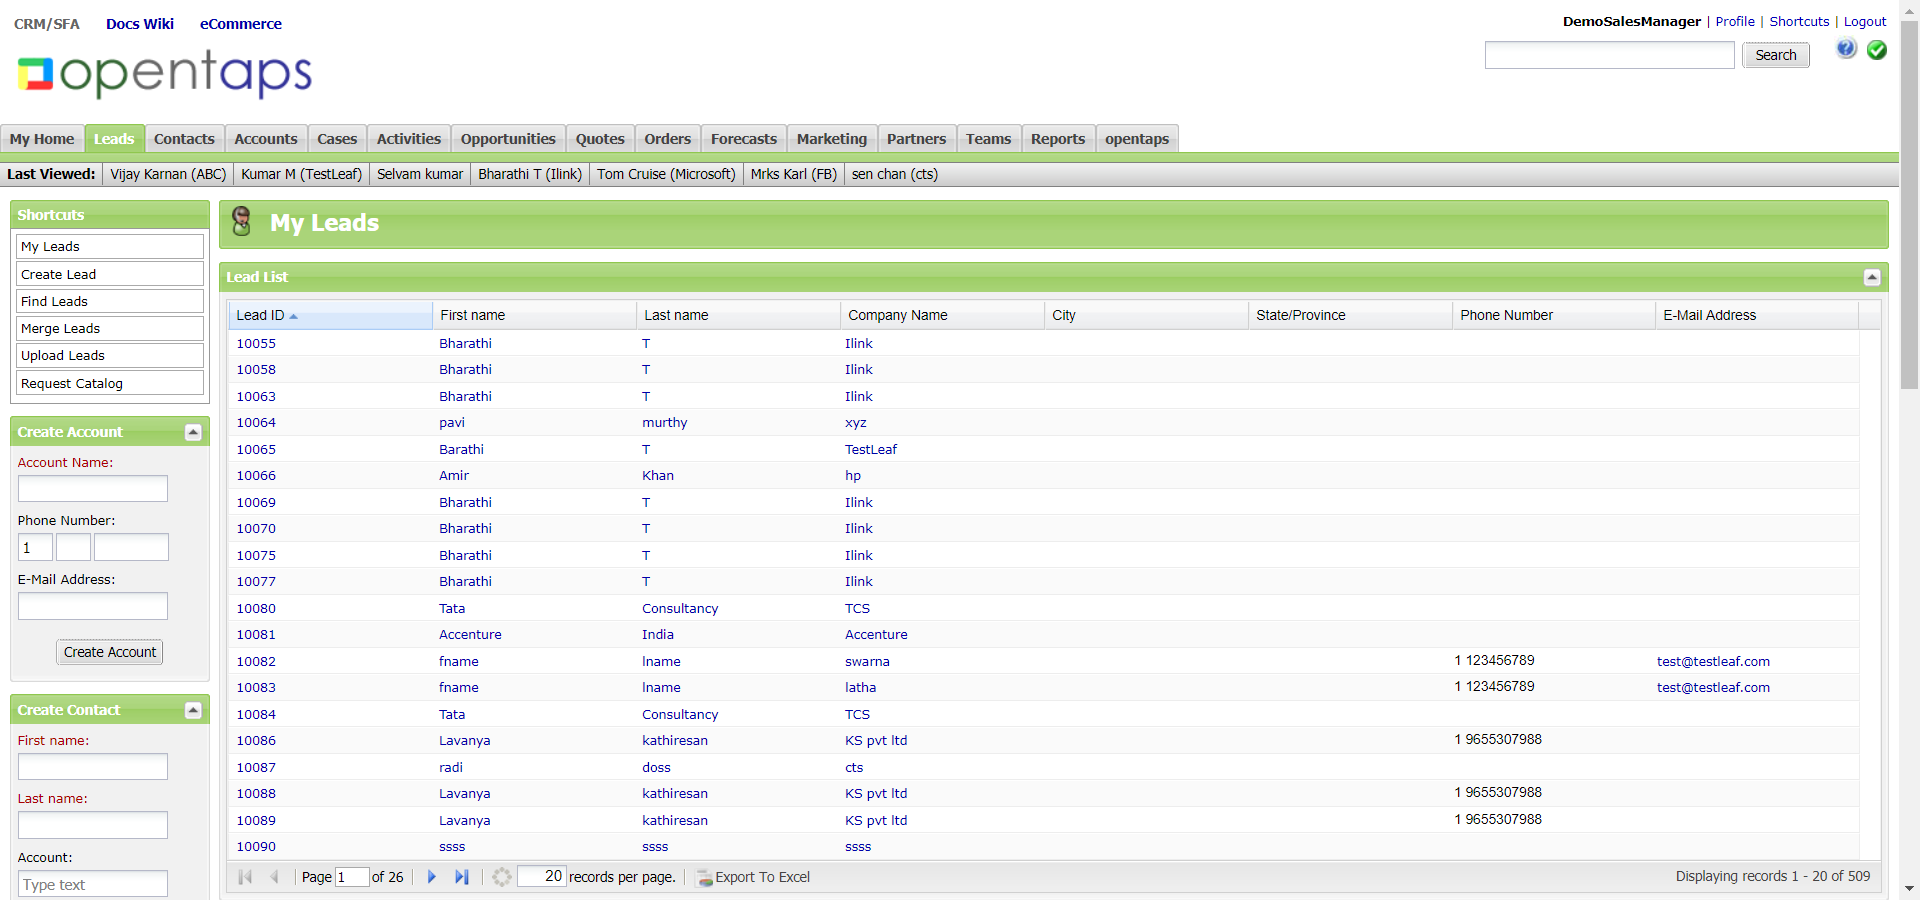 CRM/SFA Docs Wiki eCommerce
DemoSalesManager | Profile | Shortcuts | Logout
opentaps
Search
My Home Leads Contacts Accounts Cases Activities Opportunities Quotes Orders Forecasts Marketing Partners Teams Reports opentaps
Last Viewed: Vijay Karnan (ABC) Kumar M (TestLeaf) Selvam kumar Bharathi T (Ilink) Tom Cruise (Microsoft) Mrks Karl (FB) sen chan (cts)
Shortcuts
My Leads
Create Lead
Find Leads
Merge Leads
Upload Leads
Request Catalog
Create Account
Account Name:
Phone Number:
1
E-Mail Address:
Create Account
Create Contact
First name:
Last name:
Account:
Type text
My Leads
Lead List
Lead ID First name Last name Company Name City State/Province Phone Number E-Mail Address
10055 Bharathi T Ilink
10058 Bharathi T Ilink
10063 Bharathi T Ilink
10064 pavi murthy xyz
10065 Barathi T TestLeaf
10066 Amir Khan hp
10069 Bharathi T Ilink
10070 Bharathi T Ilink
10075 Bharathi T Ilink
10077 Bharathi T Ilink
10080 Tata Consultancy TCS
10081 Accenture India Accenture
10082 fname lname swarna 1 123456789 test@testleaf.com
10083 fname lname latha 1 123456789 test@testleaf.com
10084 Tata Consultancy TCS
10086 Lavanya kathiresan KS pvt ltd 1 9655307988
10087 radi doss cts
10088 Lavanya kathiresan KS pvt ltd 1 9655307988
10089 Lavanya kathiresan KS pvt ltd 1 9655307988
10090 ssss ssss ssss
Page 1 of 26 20 records per page. Export To Excel Displaying records 1 - 20 of 509